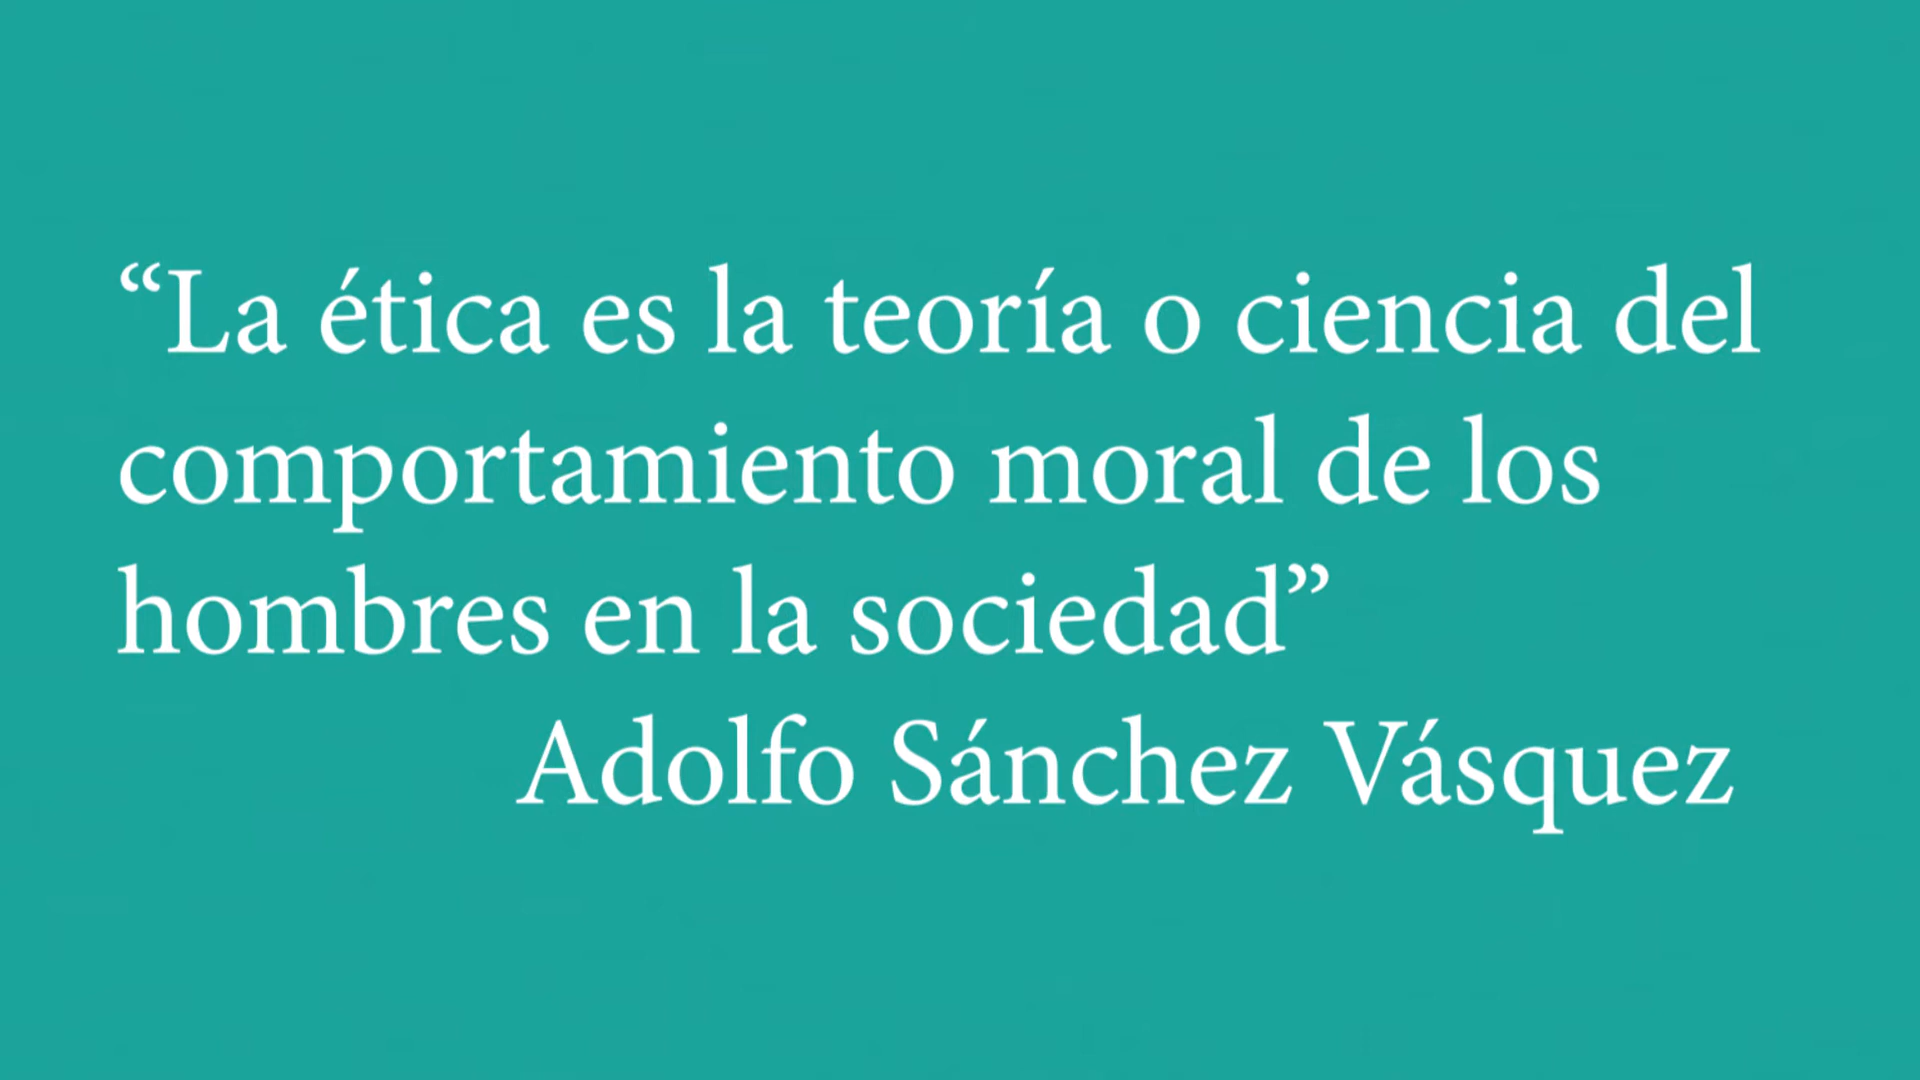 “La ética es la teoría o ciencia del
comportamiento moral de los
hombres en la sociedad”
Adolfo Sánchez Vásquez